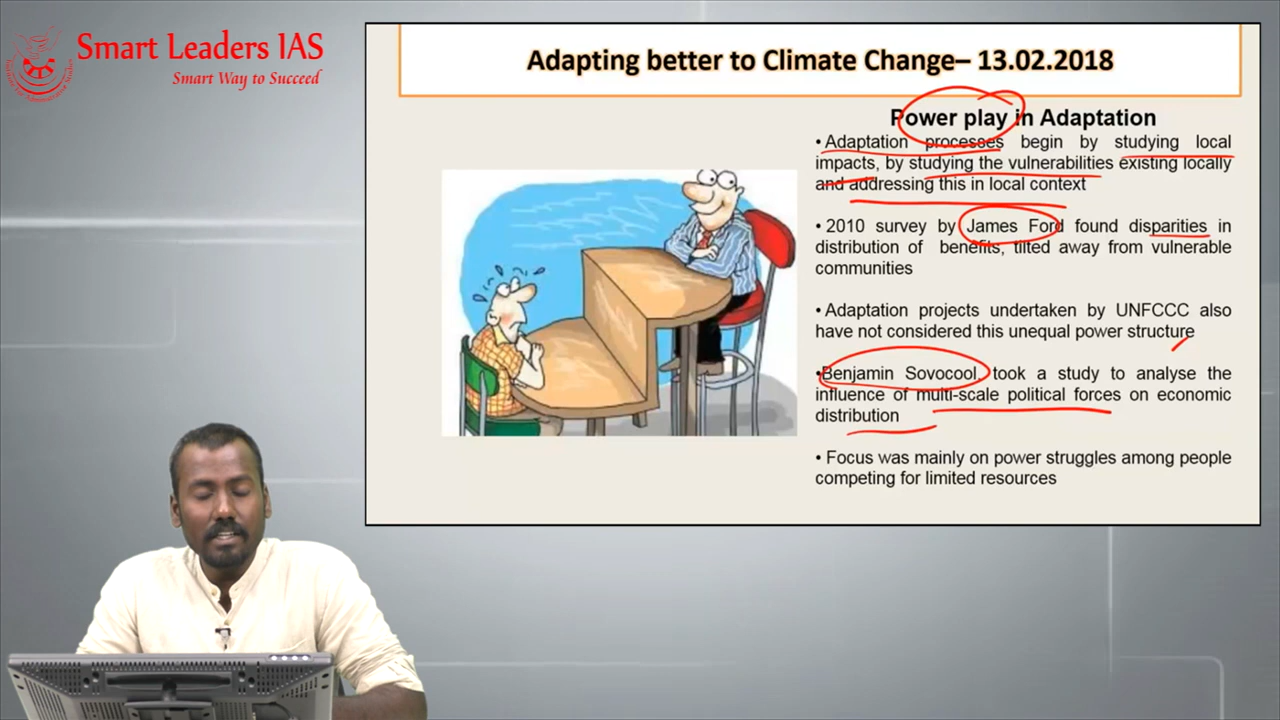 Smart Leaders IAS
Smart Way to Succeed
Adapting better to Climate Change– 13.02.2018
Power play in Adaptation
• Adaptation processes begin by studying local
impacts, by studying the vulnerabilities existing locally
and addressing this in local context
• 2010 survey by James Ford found disparities in
distribution of benefits, tilted away from vulnerable
communities
• Adaptation projects undertaken by UNFCCC also
have not considered this unequal power structure
•Benjamin Sovocool took a study to analyse the
influence of multi-scale political forces on economic
distribution
• Focus was mainly on power struggles among people
competing for limited resources